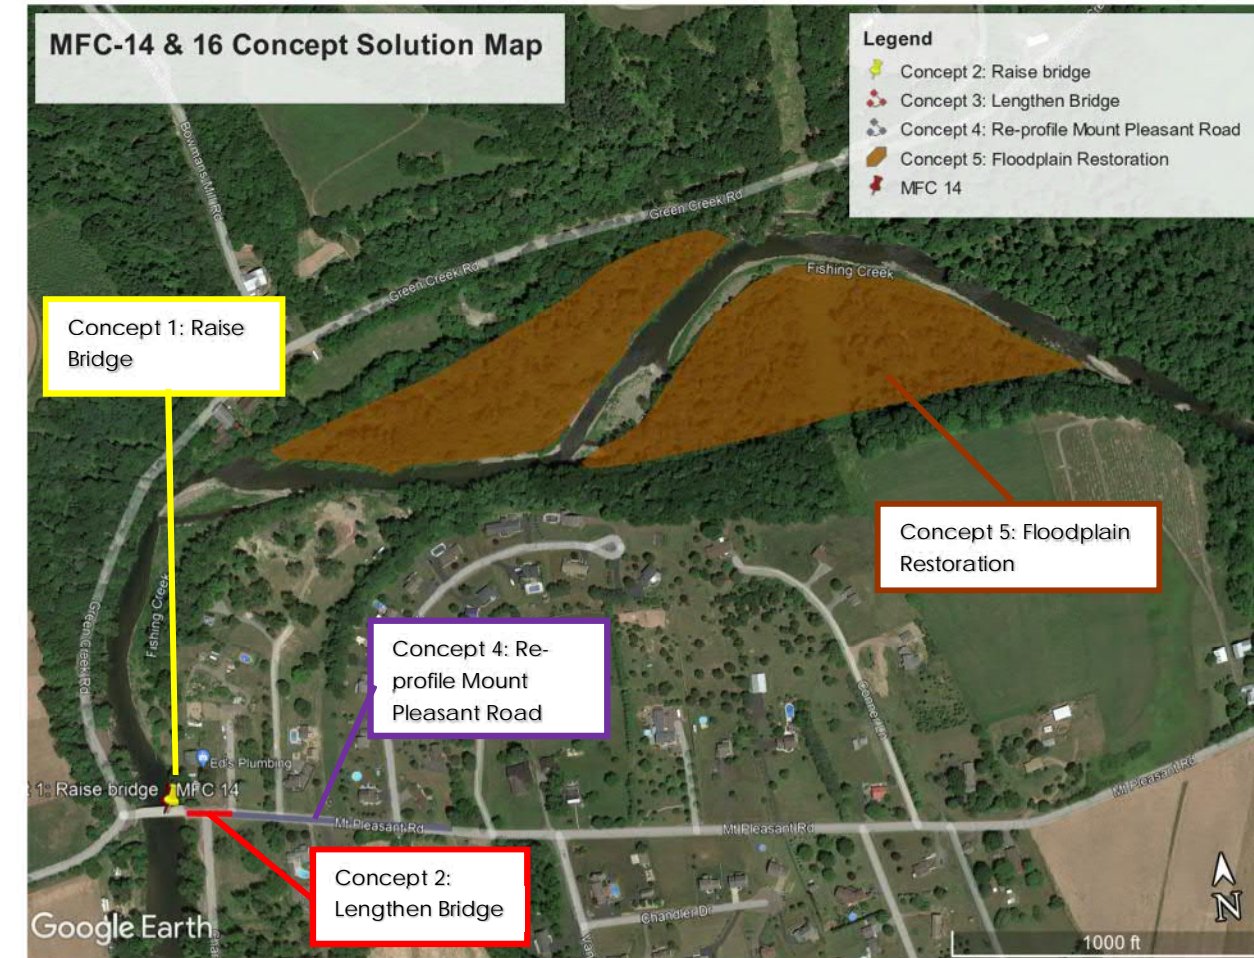 MFC-14 & 16 Concept Solution Map
Legend
Concept 2: Raise bridge
Concept 3: Lengthen Bridge
Concept 4: Re-profile Mount Pleasant Road
Concept 5: Floodplain Restoration
MFC 14
Bowmans Mill Rd
Green Creek Rd
Green Creek Rd
Fishing Creek
Concept 1: Raise
Bridge
Concept 5: Floodplain
Restoration
Fishing Creek
Green Creek Rd
Concept 4: Re-
profile Mount
Pleasant Road
Conner Ln
Ed's Plumbing
1: Raise bridge
MFC 14
Mt Pleasant Rd
Mt Pleasant Rd
Mt Pleasant Rd
Concept 2:
Lengthen Bridge
Chandler Dr
Google Earth
N
1000 ft